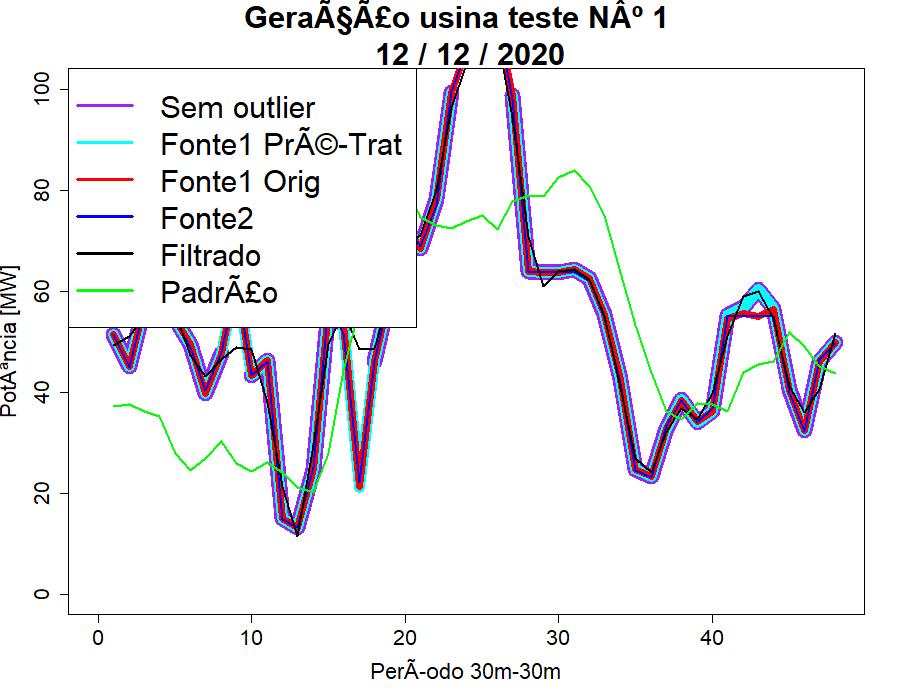 GeraÃ§Ã£o usina teste NÂº 1
12 / 12 / 2020
PotÃªncia [MW]
100
80
60
40
20
0
Sem outlier
Fonte1 PrÃ©-Trat
Fonte1 Orig
Fonte2
Filtrado
PadrÃ£o
0 10 20 30 40
PerÃ-odo 30m-30m